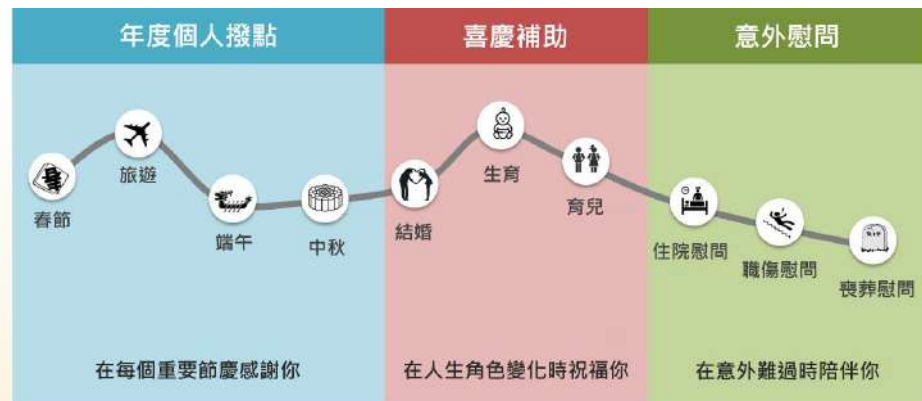 年度個人撥點
喜慶補助
意外慰問
春節
旅遊
端午
中秋
結婚
生育
育兒
住院慰問
職傷慰問
喪葬慰問
在每個重要節慶感謝你
在人生角色變化時祝福你
在意外難過時陪伴你